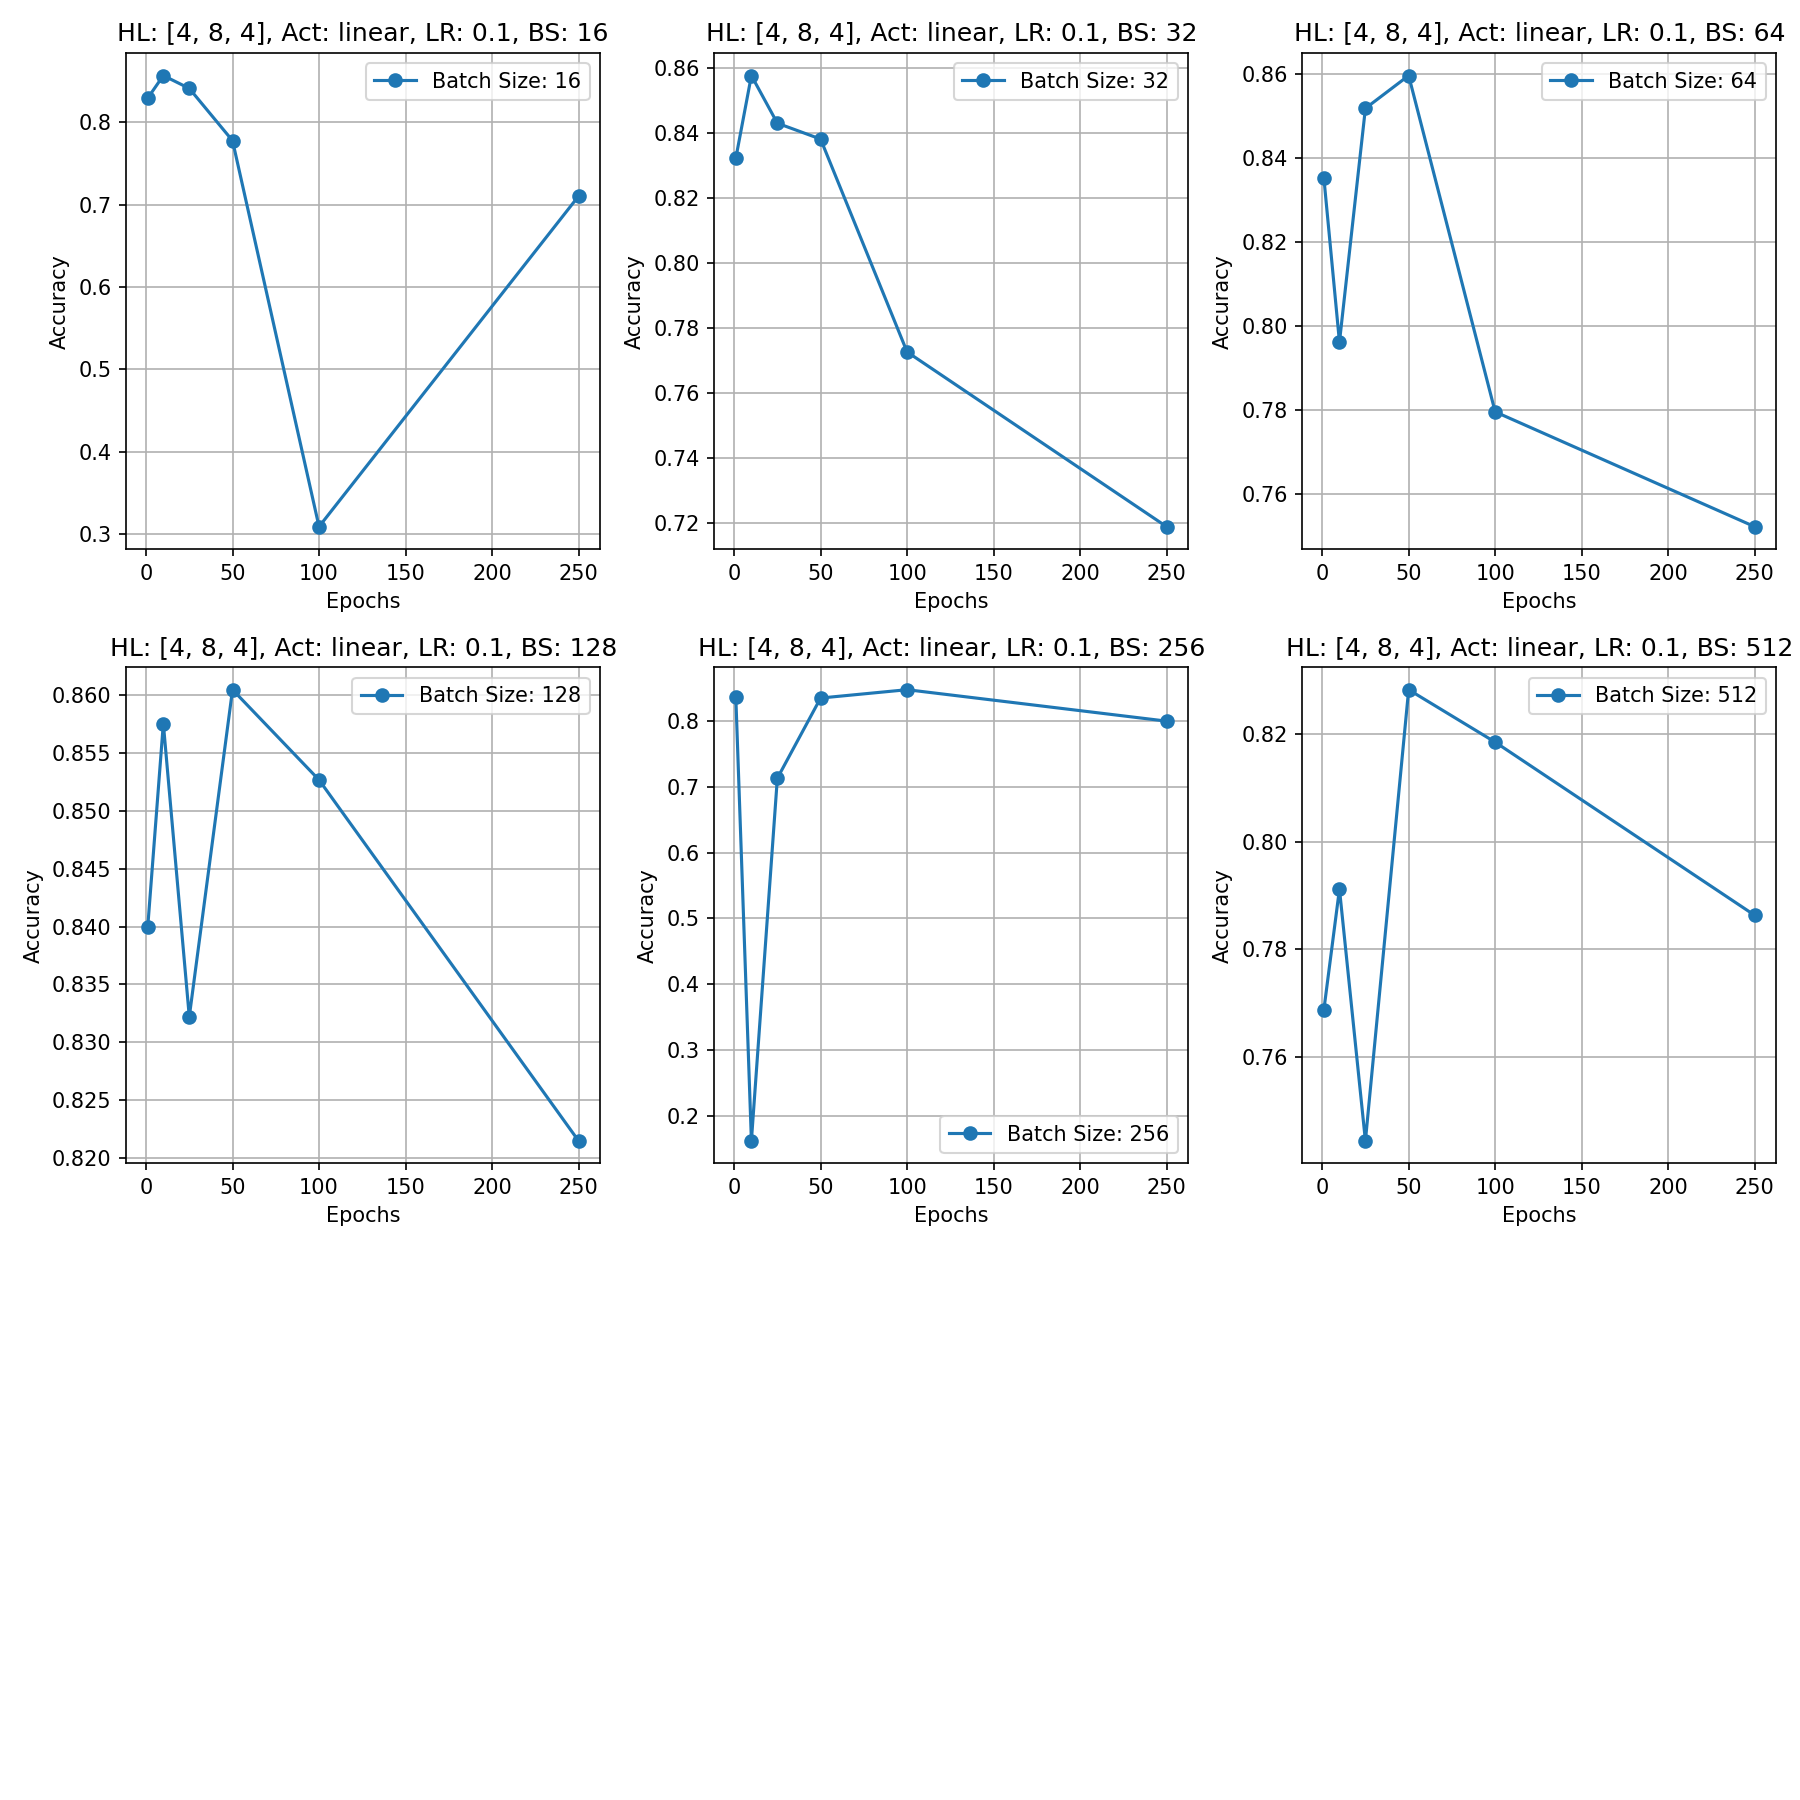 HL: [4, 8, 4], Act: linear, LR: 0.1, BS: 16
Batch Size: 16
Accuracy
0.8
0.7
0.6
0.5
0.4
0.3
0 50 100 150 200 250
Epochs
HL: [4, 8, 4], Act: linear, LR: 0.1, BS: 32
Batch Size: 32
Accuracy
0.86
0.84
0.82
0.80
0.78
0.76
0.74
0.72
0 50 100 150 200 250
Epochs
HL: [4, 8, 4], Act: linear, LR: 0.1, BS: 64
Batch Size: 64
Accuracy
0.86
0.84
0.82
0.80
0.78
0.76
0 50 100 150 200 250
Epochs
HL: [4, 8, 4], Act: linear, LR: 0.1, BS: 128
Batch Size: 128
Accuracy
0.860
0.855
0.850
0.845
0.840
0.835
0.830
0.825
0.820
0 50 100 150 200 250
Epochs
HL: [4, 8, 4], Act: linear, LR: 0.1, BS: 256
Accuracy
0.8
0.7
0.6
0.5
0.4
0.3
0.2
Batch Size: 256
0 50 100 150 200 250
Epochs
HL: [4, 8, 4], Act: linear, LR: 0.1, BS: 512
Batch Size: 512
Accuracy
0.82
0.80
0.78
0.76
0 50 100 150 200 250
Epochs